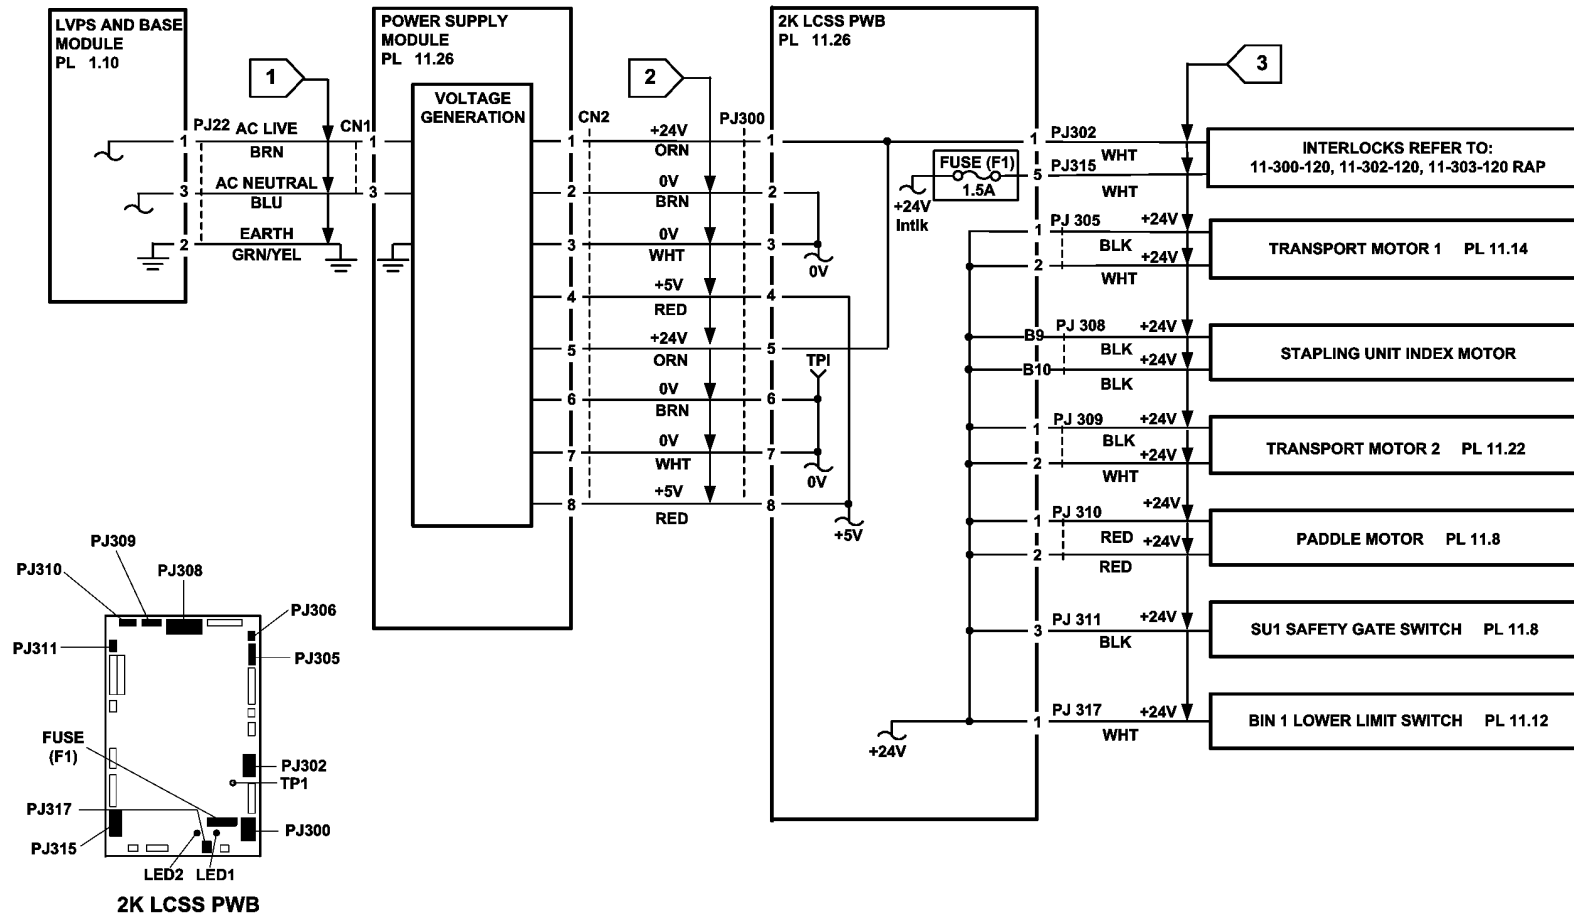 LVPS AND BASE
MODULE
PL 1.10
1
POWER SUPPLY
MODULE
PL 11.26
VOLTAGE
GENERATION
2
2K LCSS PWB
PL 11.26
3
PJ22
AC LIVE
BRN
CN1
1
1
AC NEUTRAL
BLU
3
3
EARTH
GRN/YEL
2
CN2
PJ300
1
+24V
ORN
1
2
0V
BRN
2
3
0V
WHT
3
0V
4
+5V
RED
4
5
+24V
ORN
5
TPI
6
0V
BRN
6
7
0V
WHT
7
0V
8
+5V
RED
8
+5V
1
PJ302
WHT
FUSE (F1)
1.5A
+24V
Intlk
5
PJ315
WHT
INTERLOCKS REFER TO:
11-300-120, 11-302-120, 11-303-120 RAP
1
PJ 305
+24V
BLK
2
+24V
WHT
TRANSPORT MOTOR 1 PL 11.14
B9
PJ 308
+24V
BLK
B10
+24V
BLK
STAPLING UNIT INDEX MOTOR
1
PJ 309
+24V
BLK
2
+24V
WHT
TRANSPORT MOTOR 2 PL 11.22
1
PJ 310
+24V
RED
2
+24V
RED
PADDLE MOTOR PL 11.8
3
PJ 311
+24V
BLK
SU1 SAFETY GATE SWITCH PL 11.8
+24V
1
PJ 317
+24V
WHT
BIN 1 LOWER LIMIT SWITCH PL 11.12
PJ309
PJ310
PJ308
PJ306
PJ311
PJ305
FUSE
(F1)
PJ302
TP1
PJ317
PJ300
PJ315
LED2
LED1
2K LCSS PWB